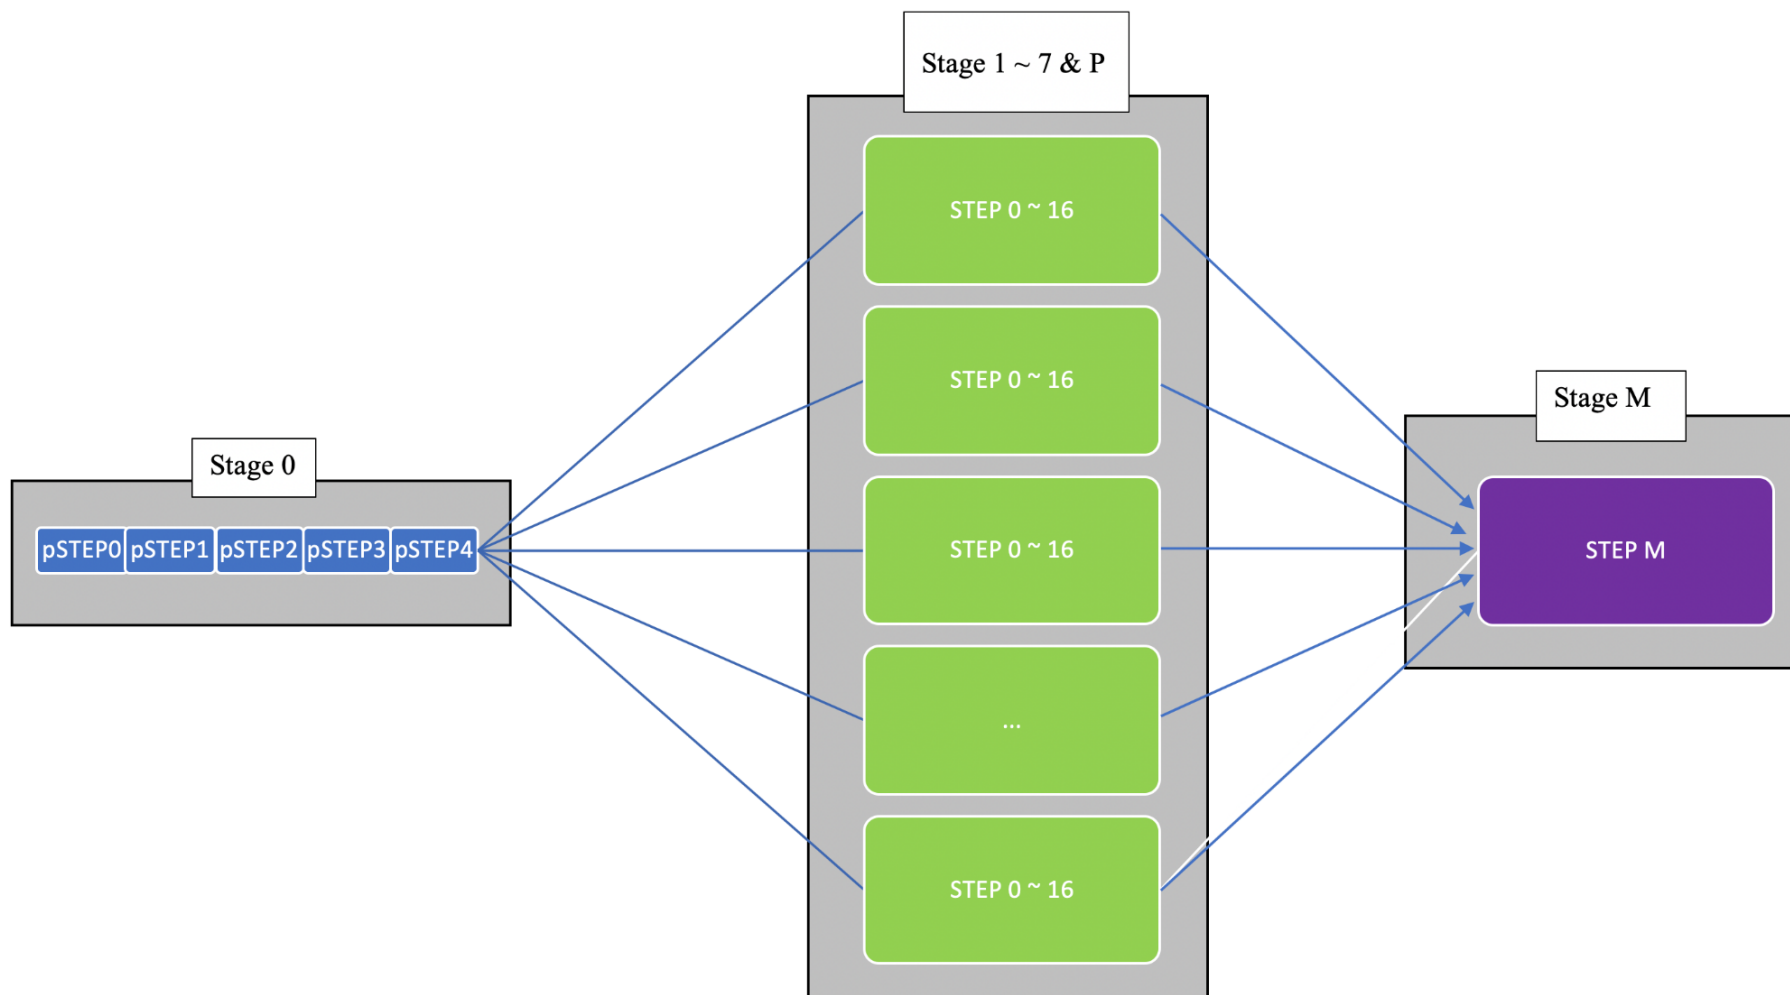 Stage 0
pSTEP0 pSTEP1 pSTEP2 pSTEP3 pSTEP4
Stage 1 ~ 7 & P
STEP 0 ~ 16
STEP 0 ~ 16
STEP 0 ~ 16
...
STEP 0 ~ 16
Stage M
STEP M